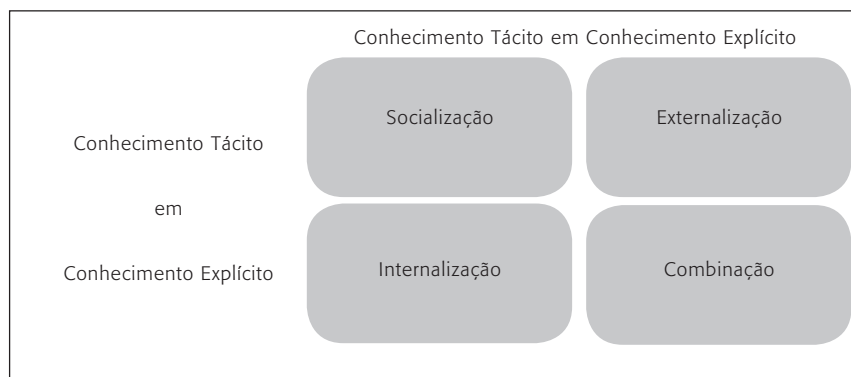 Conhecimento Tácito em Conhecimento Explícito
Socialização
Externalização
Conhecimento Tácito
em
Conhecimento Explícito
Internalização
Combinação